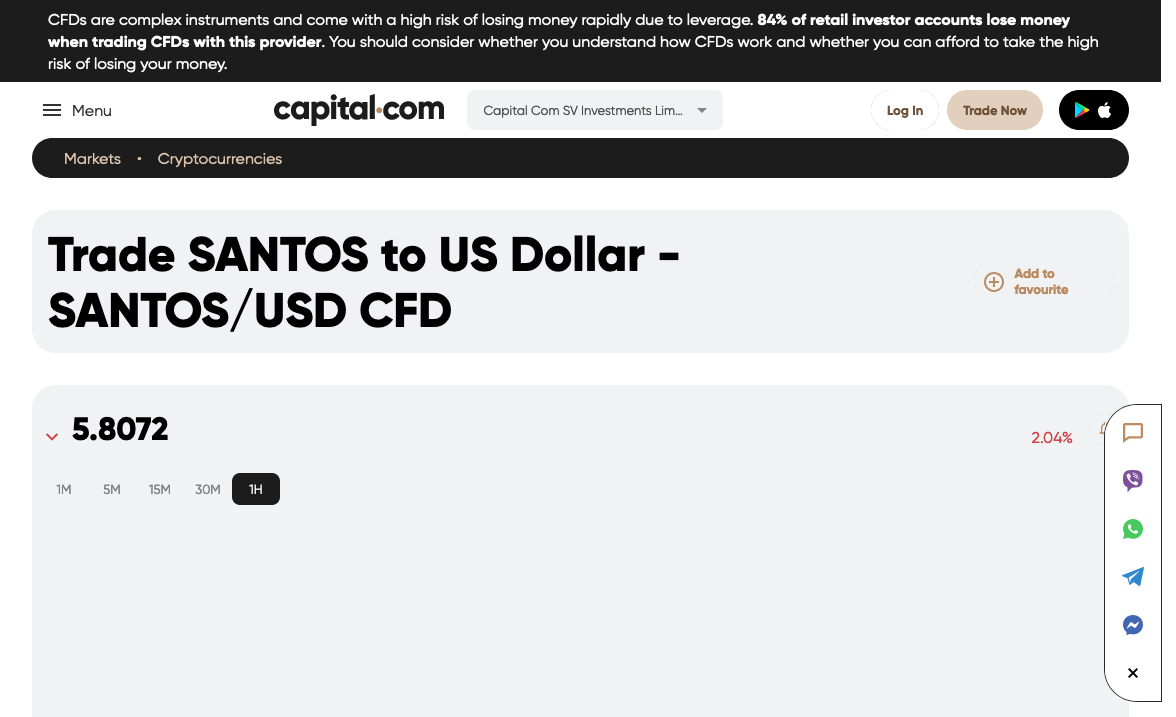 CFDs are complex instruments and come with a high risk of losing money rapidly due to leverage. 84% of retail investor accounts lose money
when trading CFDs with this provider. You should consider whether you understand how CFDs work and whether you can afford to take the high
risk of losing your money.
Menu
capital.com
Capital Com SV Investments Lim...
Log In
Trade Now
Markets • Cryptocurrencies
Trade SANTOS to US Dollar -
SANTOS/USD CFD
Add to
favourite
5.8072
2.04%
1M 5M 15M 30M 1H